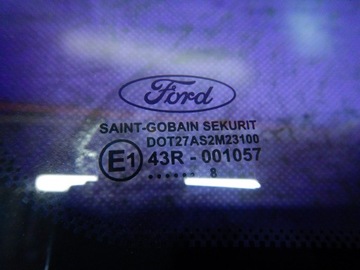 Ford
SAINT-GOBAIN SEKURIT
DOT27AS2M23100
E1 43R - 001057
...... 8